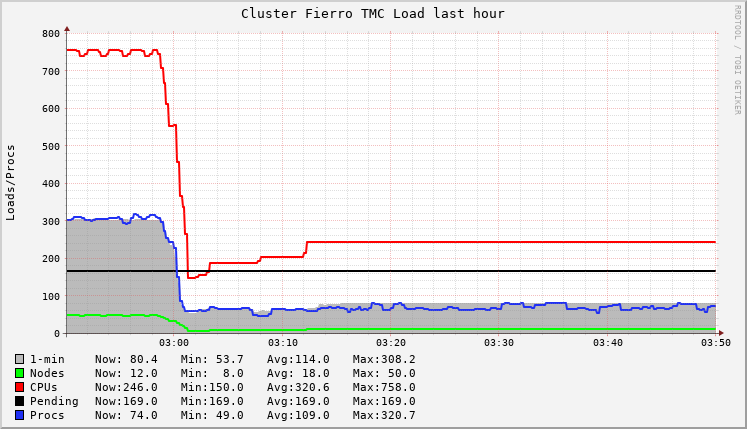 Cluster Fierro TMC Load last hour
RRDTOOL / TOBI OETIKER
Loads/Procs
800
700
600
500
400
300
200
100
0
03:00 03:10 03:20 03:30 03:40 03:50
1-min Now: 80.4 Min: 53.7 Avg:114.0 Max:308.2
Nodes Now: 12.0 Min: 8.0 Avg: 18.0 Max: 50.0
CPUs Now:246.0 Min:150.0 Avg:320.6 Max:758.0
Pending Now:169.0 Min:169.0 Avg:169.0 Max:169.0
Procs Now: 74.0 Min: 49.0 Avg:109.0 Max:320.7